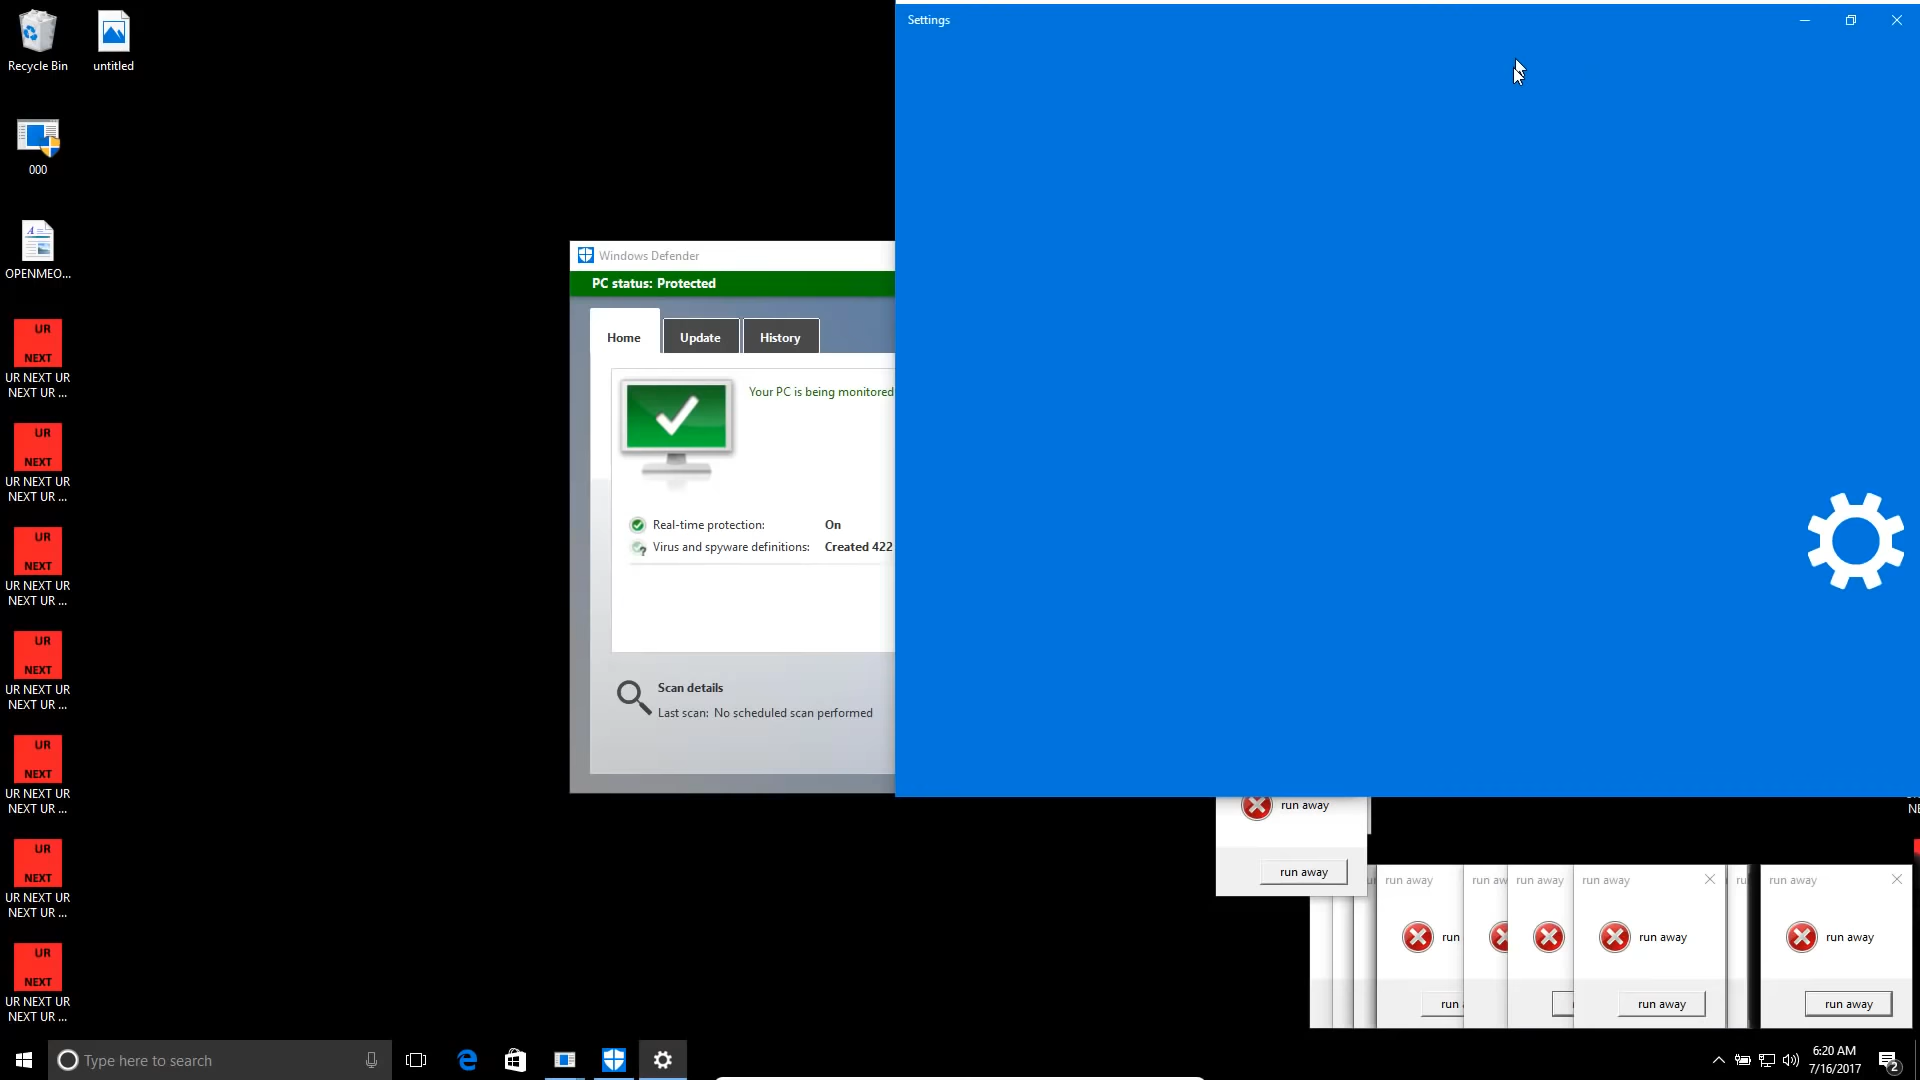 Settings
Recycle Bin
untitled
000
OPENMEO...
UR
NEXT
UR NEXT UR
NEXT UR ...
UR
NEXT
UR NEXT UR
NEXT UR ...
UR
NEXT
UR NEXT UR
NEXT UR ...
UR
NEXT
UR NEXT UR
NEXT UR ...
UR
NEXT
UR NEXT UR
NEXT UR ...
UR
NEXT
UR NEXT UR
NEXT UR ...
UR
NEXT
UR NEXT UR
NEXT UR ...
Windows Defender
PC status: Protected
Home
Update
History
Your PC is being monitored
Real-time protection:
On
Virus and spyware definitions:
Created 422
Scan details
Last scan: No scheduled scan performed
run away
run away
run away
run
run
run aw
run away
run away
run away
run away
run away
run away
run away
Type here to search
6:20 AM
7/16/2017
2